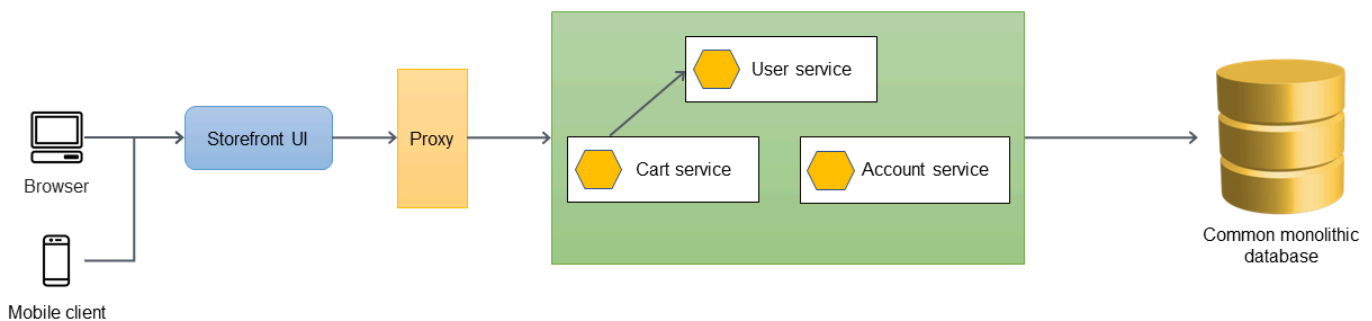 Browser
Mobile client
Storefront UI
Proxy
User service
Cart service
Account service
Common monolithic
database